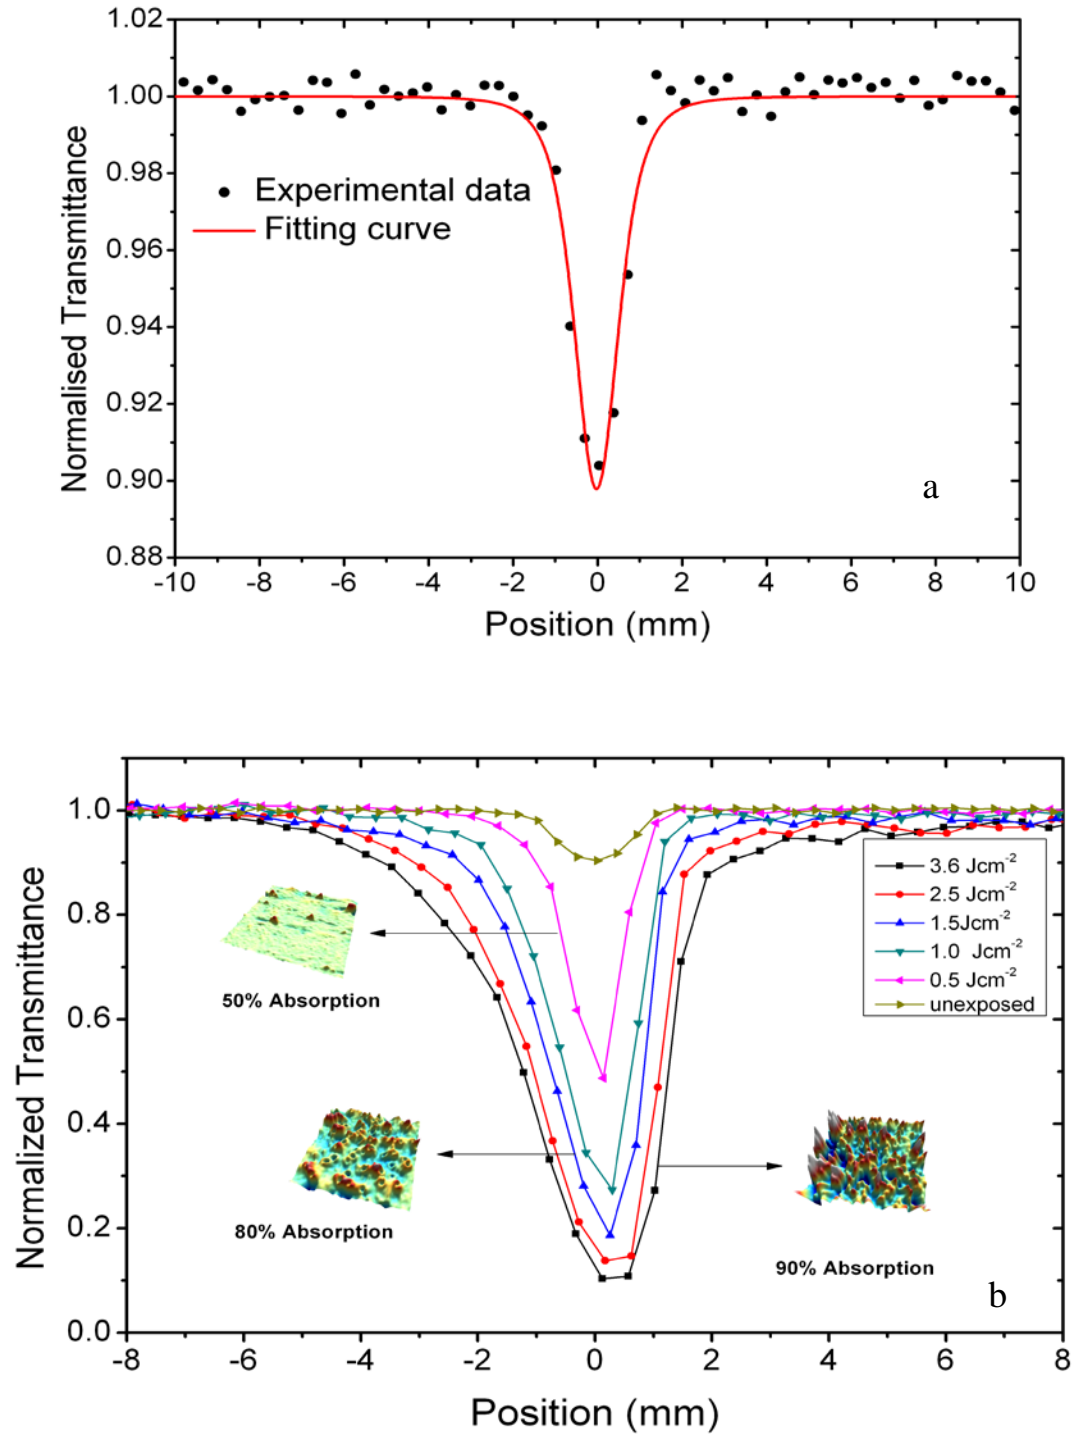 1.02
1.00
0.98
0.96
0.94
0.92
0.90
0.88
Normalised Transmittance
Experimental data
Fitting curve
a
-10 -8 -6 -4 -2 0 2 4 6 8 10
Position (mm)
1.0
0.8
0.6
0.4
0.2
0.0
Normalized Transmittance
3.6 Jcm-2
2.5 Jcm-2
1.5Jcm-2
1.0 Jcm-2
0.5 Jcm-2
unexposed
50% Absorption
80% Absorption
90% Absorption
b
-8 -6 -4 -2 0 2 4 6 8
Position (mm)